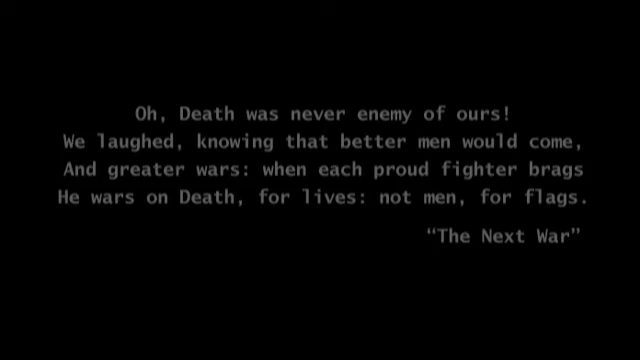 Oh, Death was never enemy of ours!
We laughed, knowing that better men would come,
And greater wars: when each proud fighter brags
He wars on Death, for lives: not men, for flags.
“The Next War”